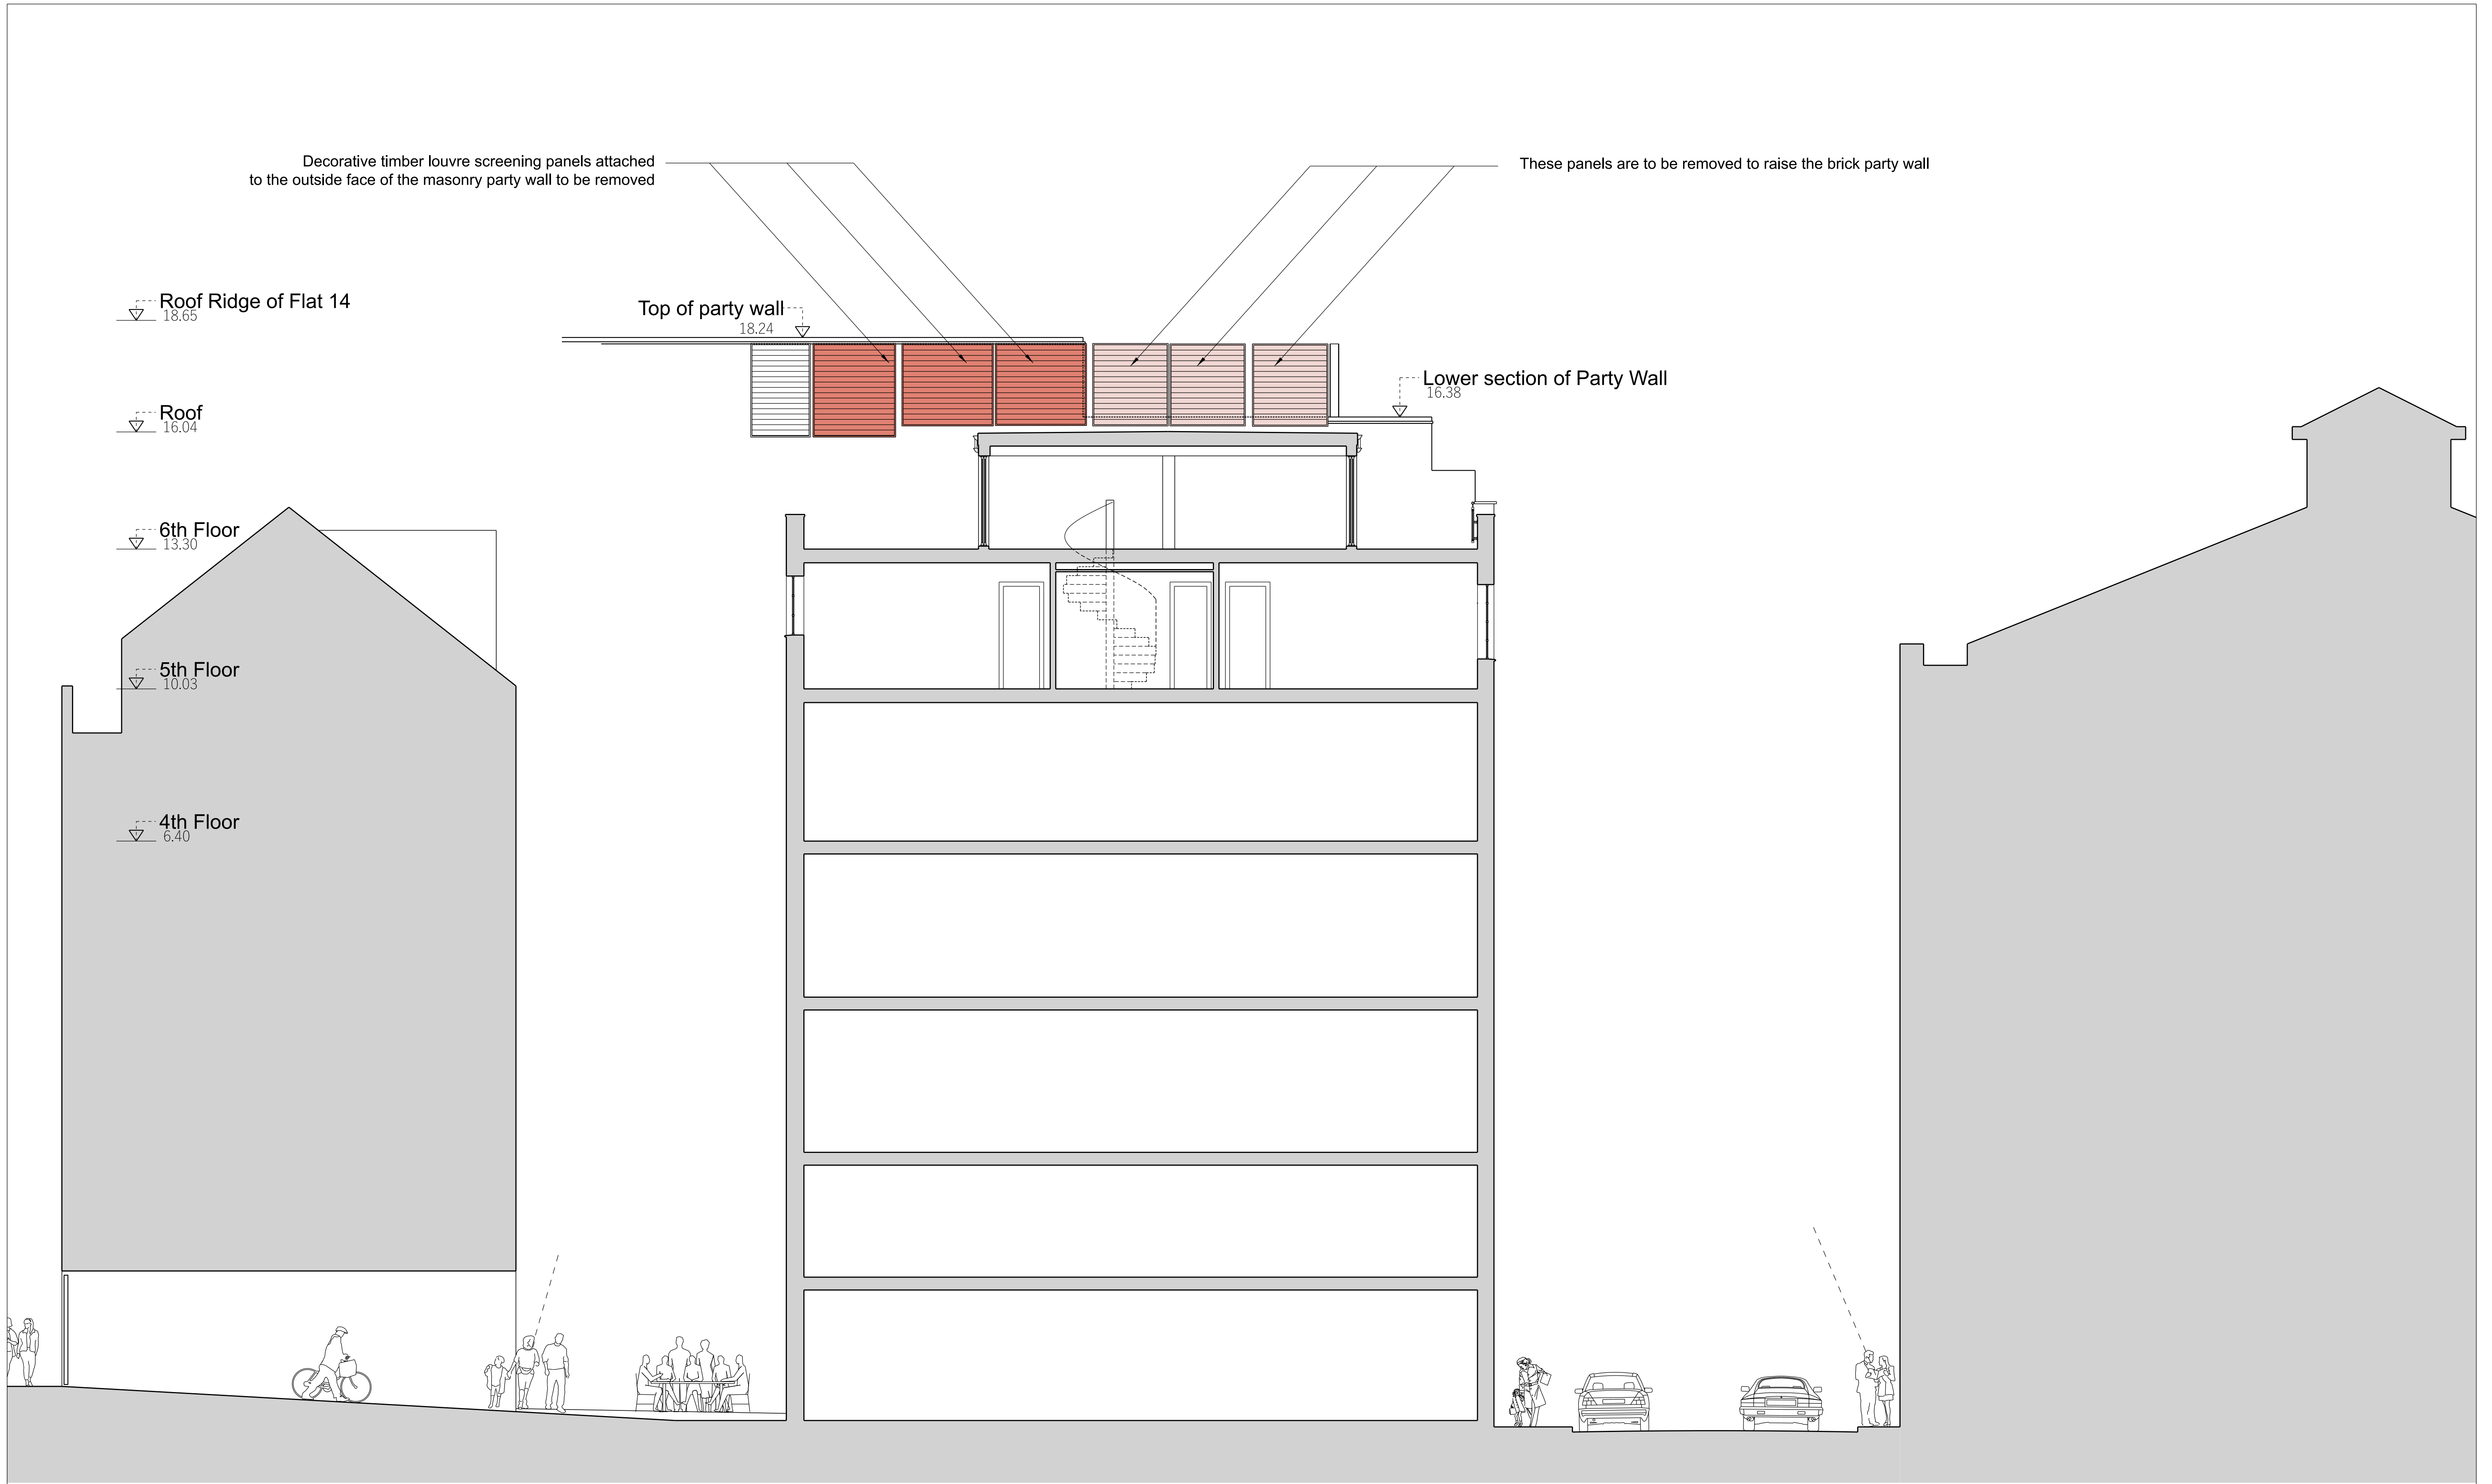 Decorative timber louvre screening panels attached
to the outside face of the masonry party wall to be removed
These panels are to be removed to raise the brick party wall
Roof Ridge of Flat 14
18.65
Top of party wall
18.24
Lower section of Party Wall
16.38
Roof
16.04
6th Floor
13.30
5th Floor
10.03
4th Floor
6.40